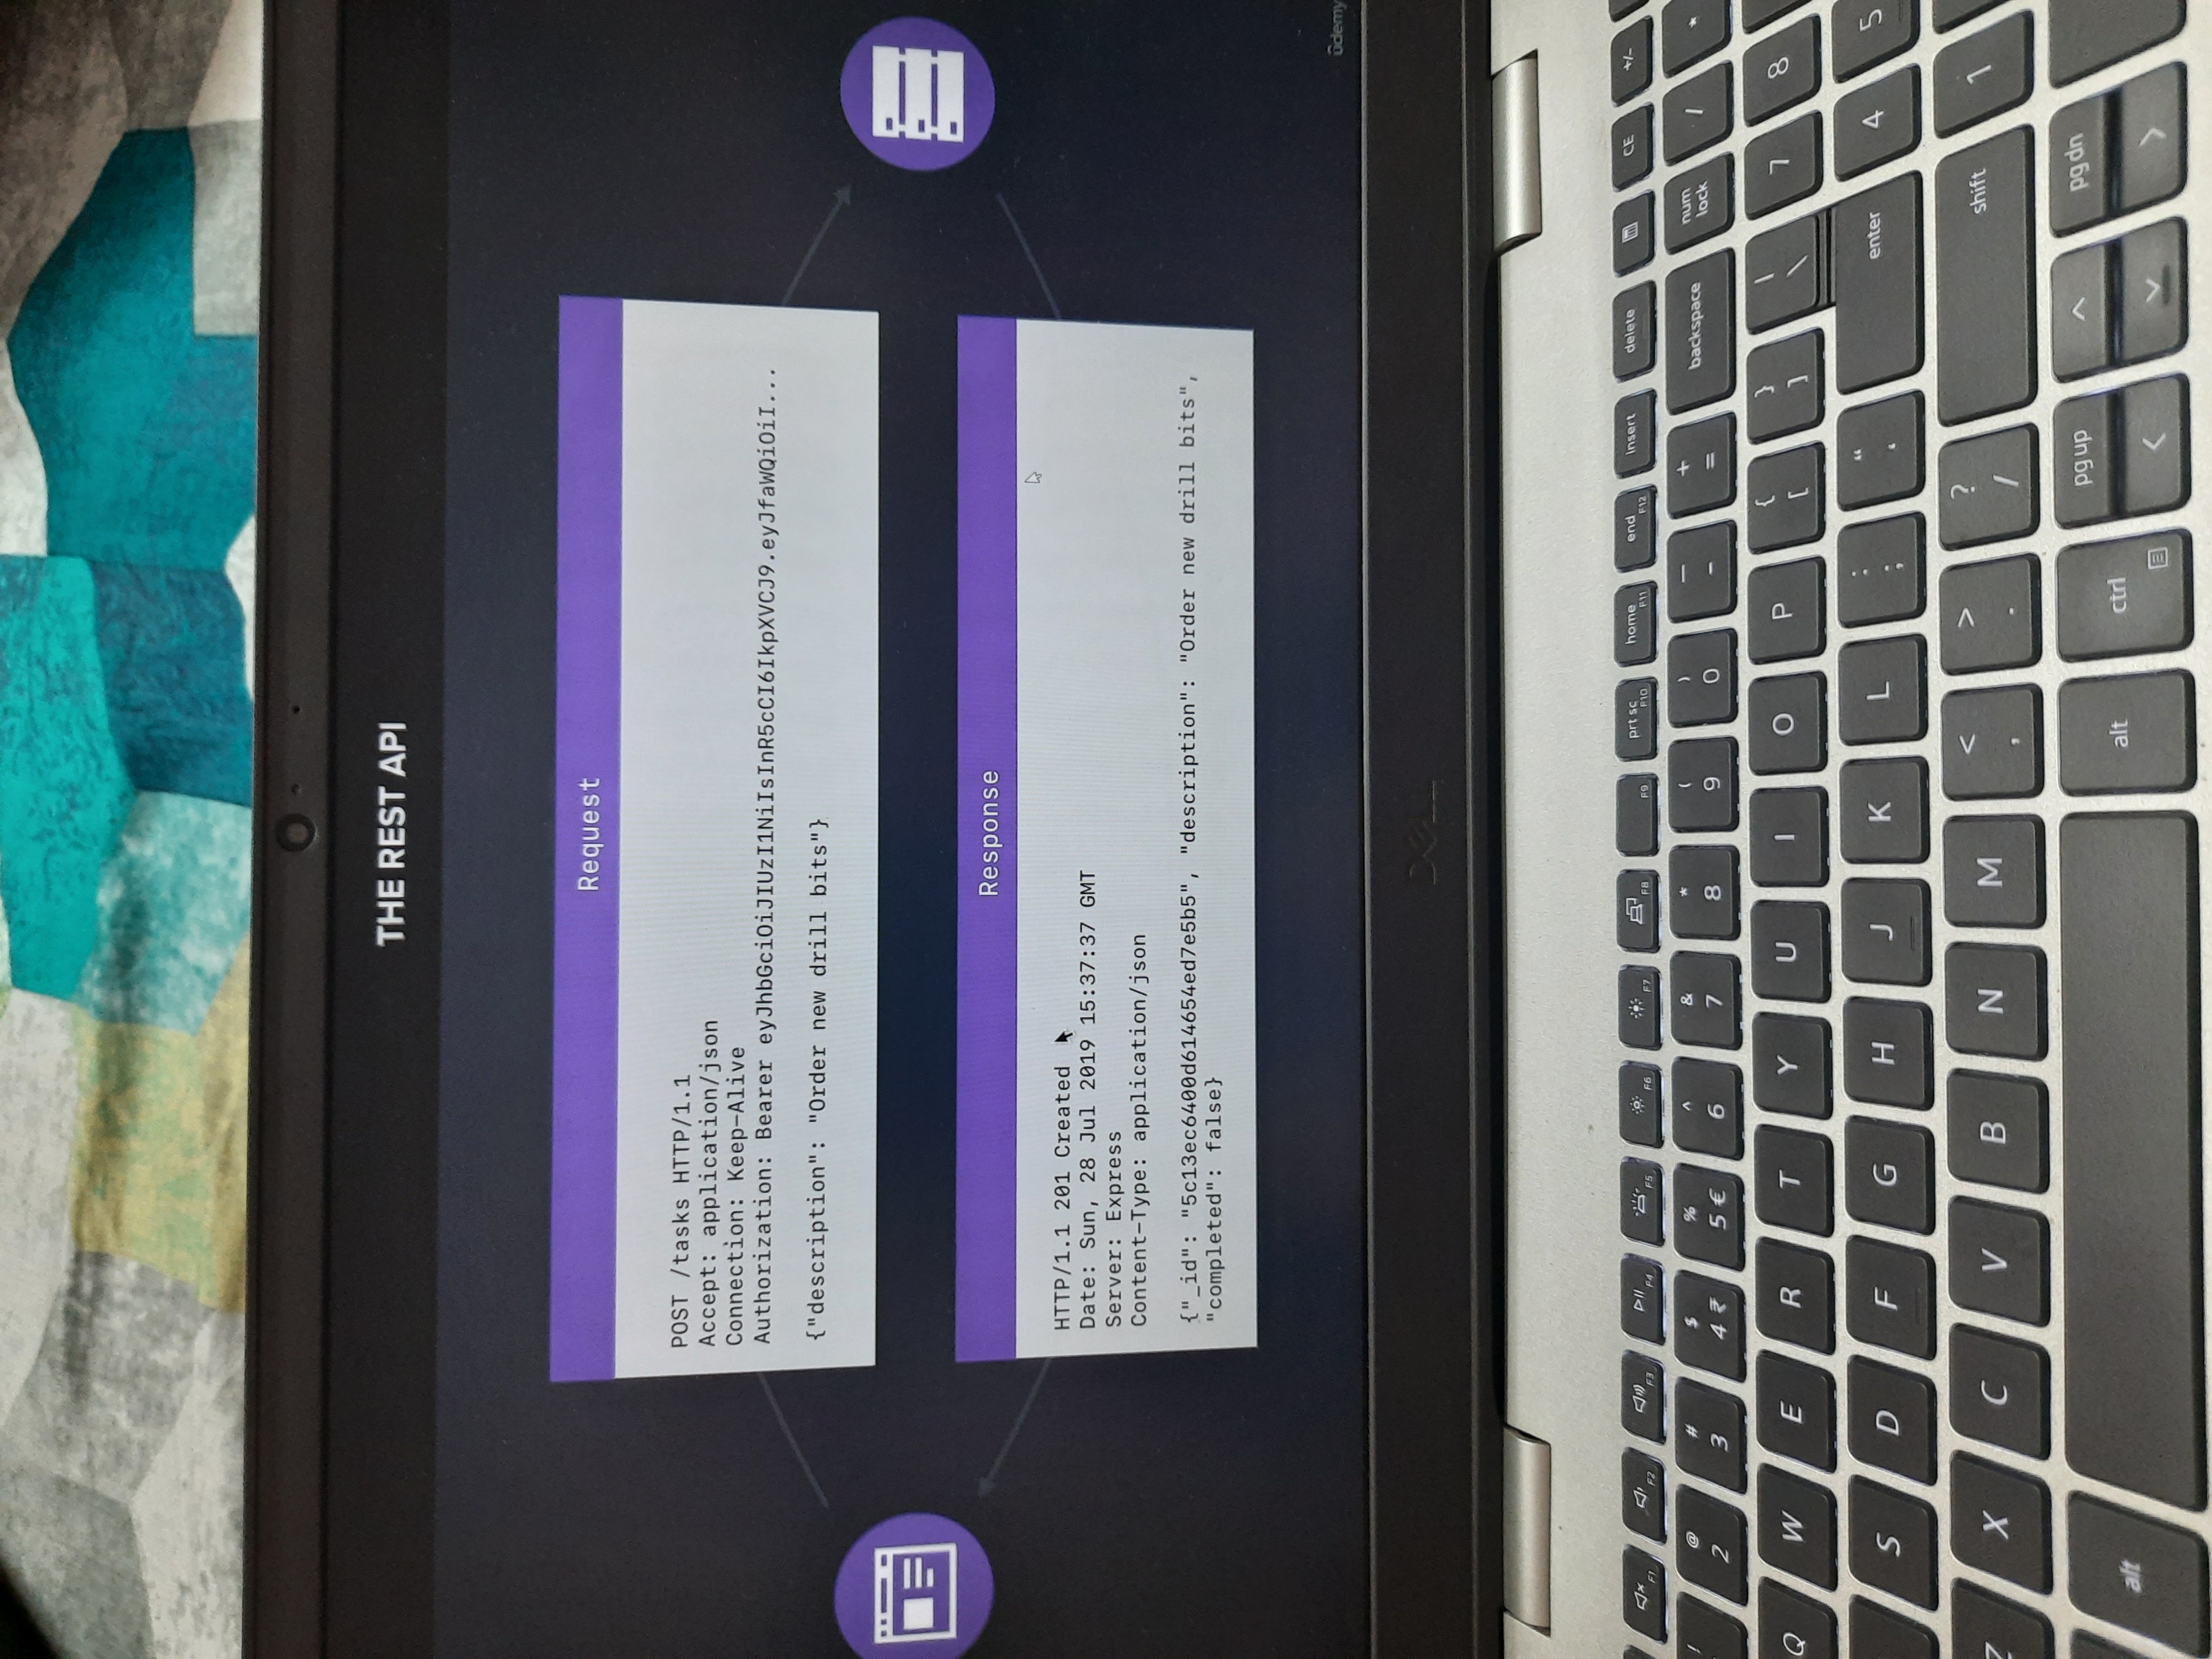 THE REST API
Request
POST /tasks HTTP/1.1
Accept: application/json
Connection: Keep-Alive
Authorization: Bearer eyJhbGciOiJIUzI1NiIsInR5cCI6IkpXVCJ9.eyJfaWQiOiI...
{"description": "Order new drill bits"}
Response
HTTP/1.1 201 Created
Date: Sun, 28 Jul 2019 15:37:37 GMT
Server: Express
Content-Type: application/json
{"_id": "5c13ec6400d614654ed7e5b5", "description": "Order new drill bits",
"completed": false}
ûdemy
DELL
F1 F2 F3 F4 F5 F6 F7 F8 F9 prt sc F10 home F11 end F12 insert delete CE +/-
! @ 2 # 3 $ 4 ₹ % 5 € ^ 6 & 7 * 8 ( 9 ) 0 — - + = backspace num lock / *
Q W E R T Y U I O P { [ } ] | \ 7 8
S D F G H J K L : ; “ ‘ enter 4 5
Z X C V B N M < , > . ? / shift 1
alt alt ctrl pg up < ^ v pg dn >